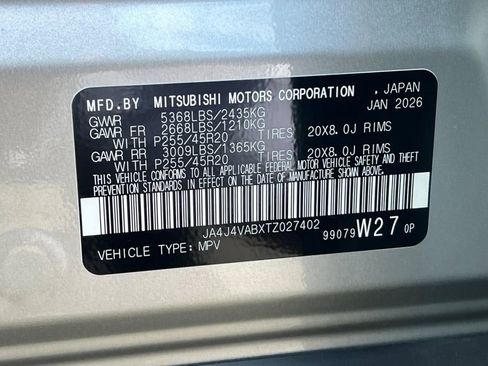 MFD.BY MITSUBISHI MOTORS CORPORATION , JAPAN
GVWR 5368LBS/2435KG JAN 2026
GAWR FR 2668LBS/1210KG
WITH P255/45R20 TIRES 20X8.0J RIMS
GAWR RR 3009LBS/1365KG
WITH P255/45R20 TIRES 20X8.0J RIMS
THIS VEHICLE CONFORMS TO ALL APPLICABLE FEDERAL MOTOR VEHICLE SAFETY AND THEFT
PREVENTION STANDARDS IN EFFECT ON THE DATE OF MANUFACTURE SHOWN ABOVE.
JA4J4VABXTZ027402
VEHICLE TYPE: MPV 99079 W27 0P